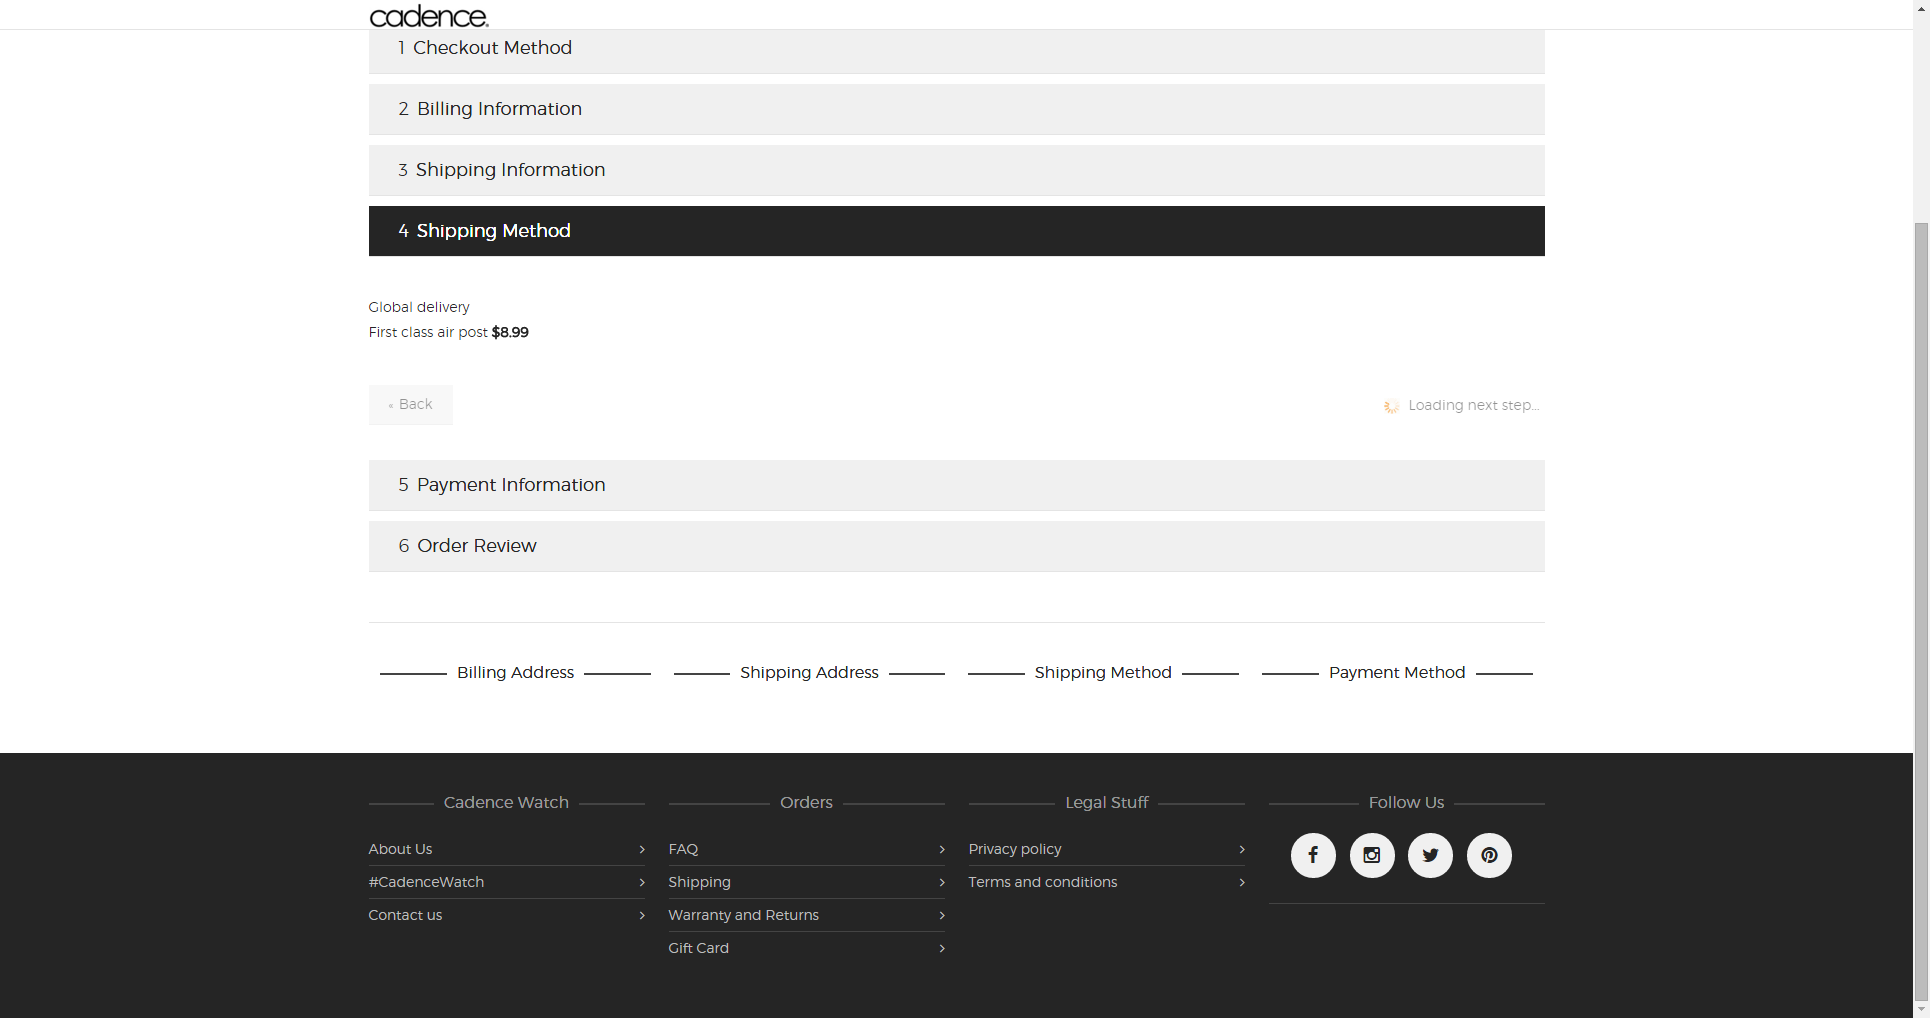 cadence.
1 Checkout Method
2 Billing Information
3 Shipping Information
4 Shipping Method
Global delivery
First class air post $8.99
« Back
Loading next step...
5 Payment Information
6 Order Review
Billing Address
Shipping Address
Shipping Method
Payment Method
Cadence Watch
About Us
#CadenceWatch
Contact us
Orders
FAQ
Shipping
Warranty and Returns
Gift Card
Legal Stuff
Privacy policy
Terms and conditions
Follow Us